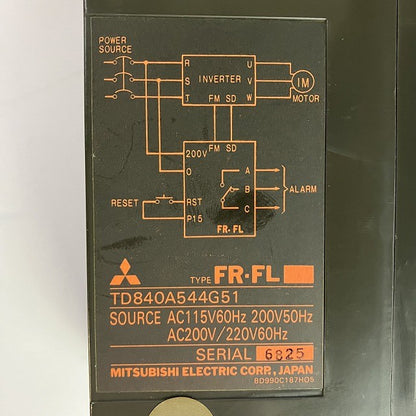 POWER
SOURCE
R
S
T
INVERTER
U
V
W
IM
MOTOR
FM SD
FM SD
200V
0
A
B
C
ALARM
RESET
RST
P15
FR-FL
TYPE FR-FL
TD840A544G51
SOURCE AC115V60Hz 200V50Hz
AC200V/220V60Hz
SERIAL 6825
MITSUBISHI ELECTRIC CORP., JAPAN
BD990C187H05